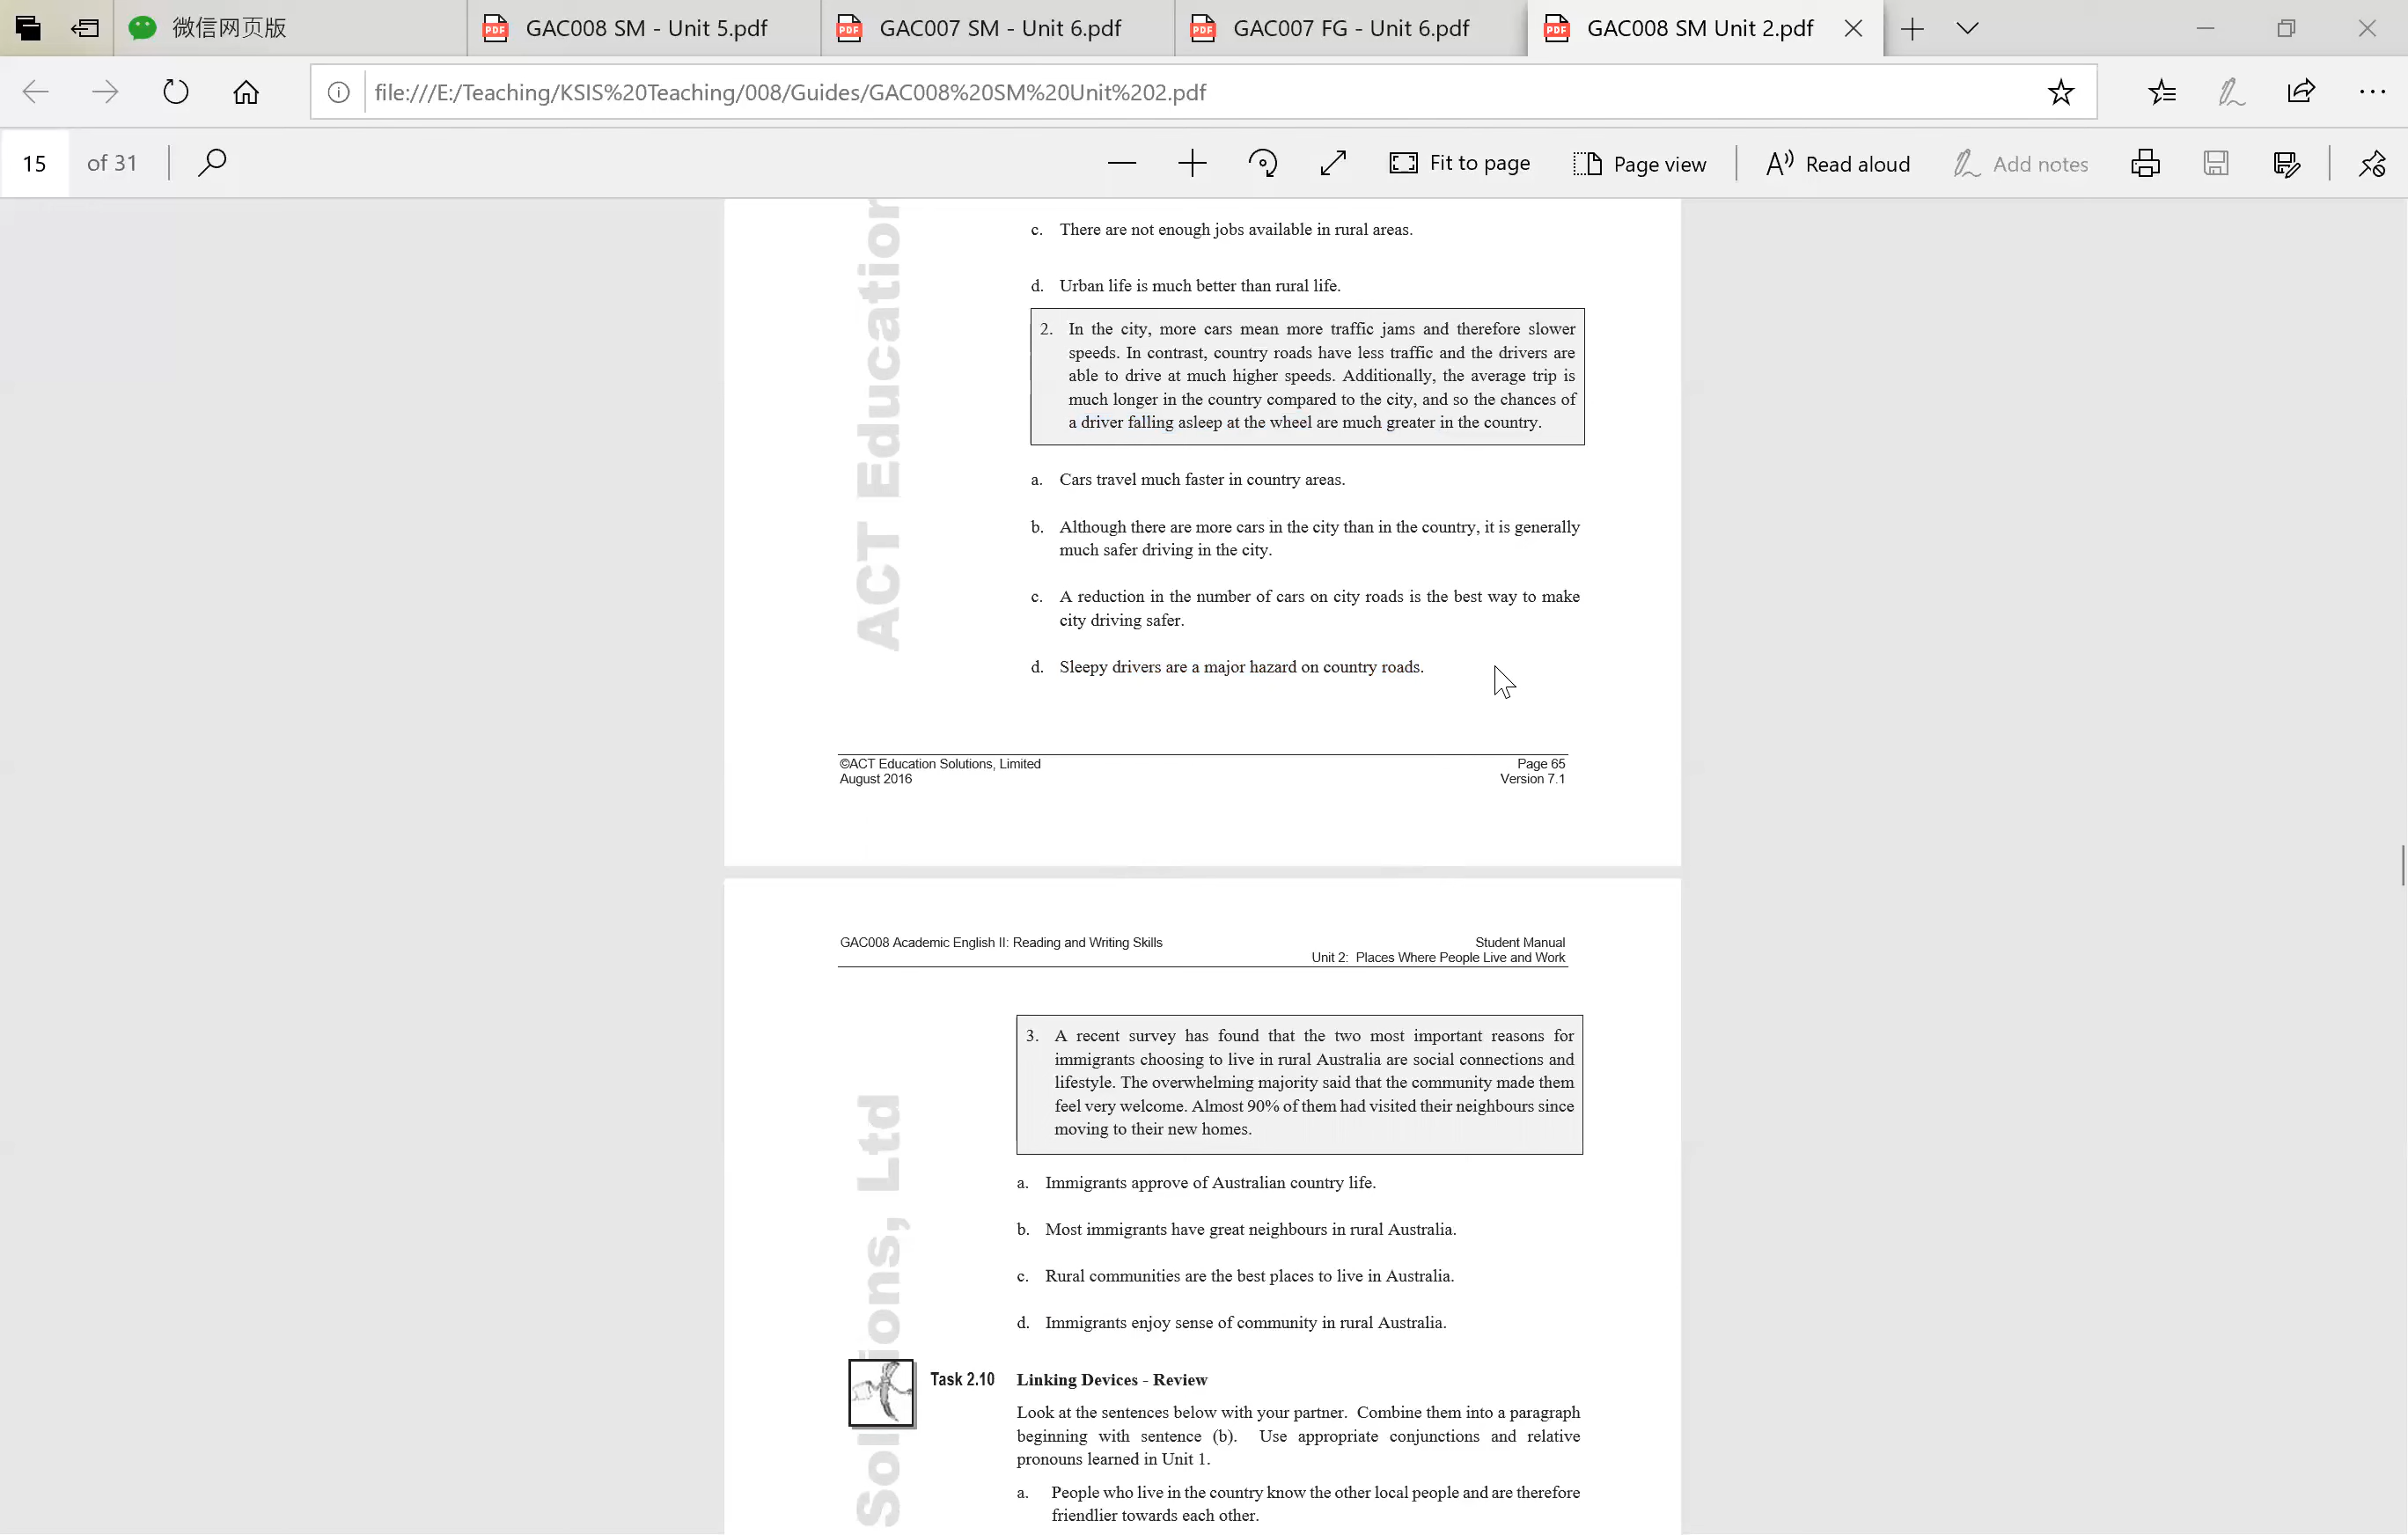 微信网页版
GAC008 SM - Unit 5.pdf
GAC007 SM - Unit 6.pdf
GAC007 FG - Unit 6.pdf
GAC008 SM Unit 2.pdf
file:///E:/Teaching/KSIS%20Teaching/008/Guides/GAC008%20SM%20Unit%202.pdf
15 of 31
Fit to page
Page view
Read aloud
Add notes
ACT Education
c. There are not enough jobs available in rural areas.
d. Urban life is much better than rural life.
2. In the city, more cars mean more traffic jams and therefore slower
speeds. In contrast, country roads have less traffic and the drivers are
able to drive at much higher speeds. Additionally, the average trip is
much longer in the country compared to the city, and so the chances of
a driver falling asleep at the wheel are much greater in the country.
a. Cars travel much faster in country areas.
b. Although there are more cars in the city than in the country, it is generally
much safer driving in the city.
c. A reduction in the number of cars on city roads is the best way to make
city driving safer.
d. Sleepy drivers are a major hazard on country roads.
©ACT Education Solutions, Limited
August 2016
Page 65
Version 7.1
GAC008 Academic English II: Reading and Writing Skills
Student Manual
Unit 2: Places Where People Live and Work
Solutions, Ltd
3. A recent survey has found that the two most important reasons for
immigrants choosing to live in rural Australia are social connections and
lifestyle. The overwhelming majority said that the community made them
feel very welcome. Almost 90% of them had visited their neighbours since
moving to their new homes.
a. Immigrants approve of Australian country life.
b. Most immigrants have great neighbours in rural Australia.
c. Rural communities are the best places to live in Australia.
d. Immigrants enjoy sense of community in rural Australia.
Task 2.10 Linking Devices - Review
Look at the sentences below with your partner. Combine them into a paragraph
beginning with sentence (b). Use appropriate conjunctions and relative
pronouns learned in Unit 1.
a. People who live in the country know the other local people and are therefore
friendlier towards each other.